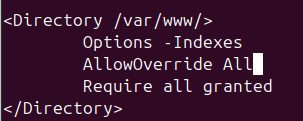 <Directory /var/www/>
Options -Indexes
AllowOverride All
Require all granted
</Directory>